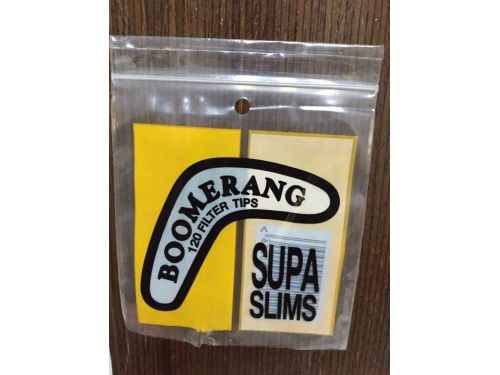 BOOMERANG
120 FILTER TIPS
SUPA
SLIMS